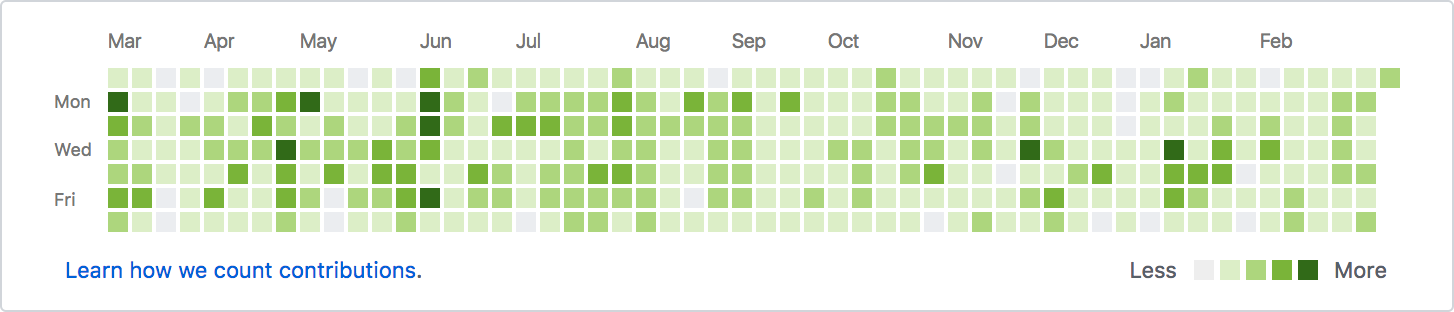 Mar Apr May Jun Jul Aug Sep Oct Nov Dec Jan Feb
Mon
Wed
Fri
Learn how we count contributions. Less More